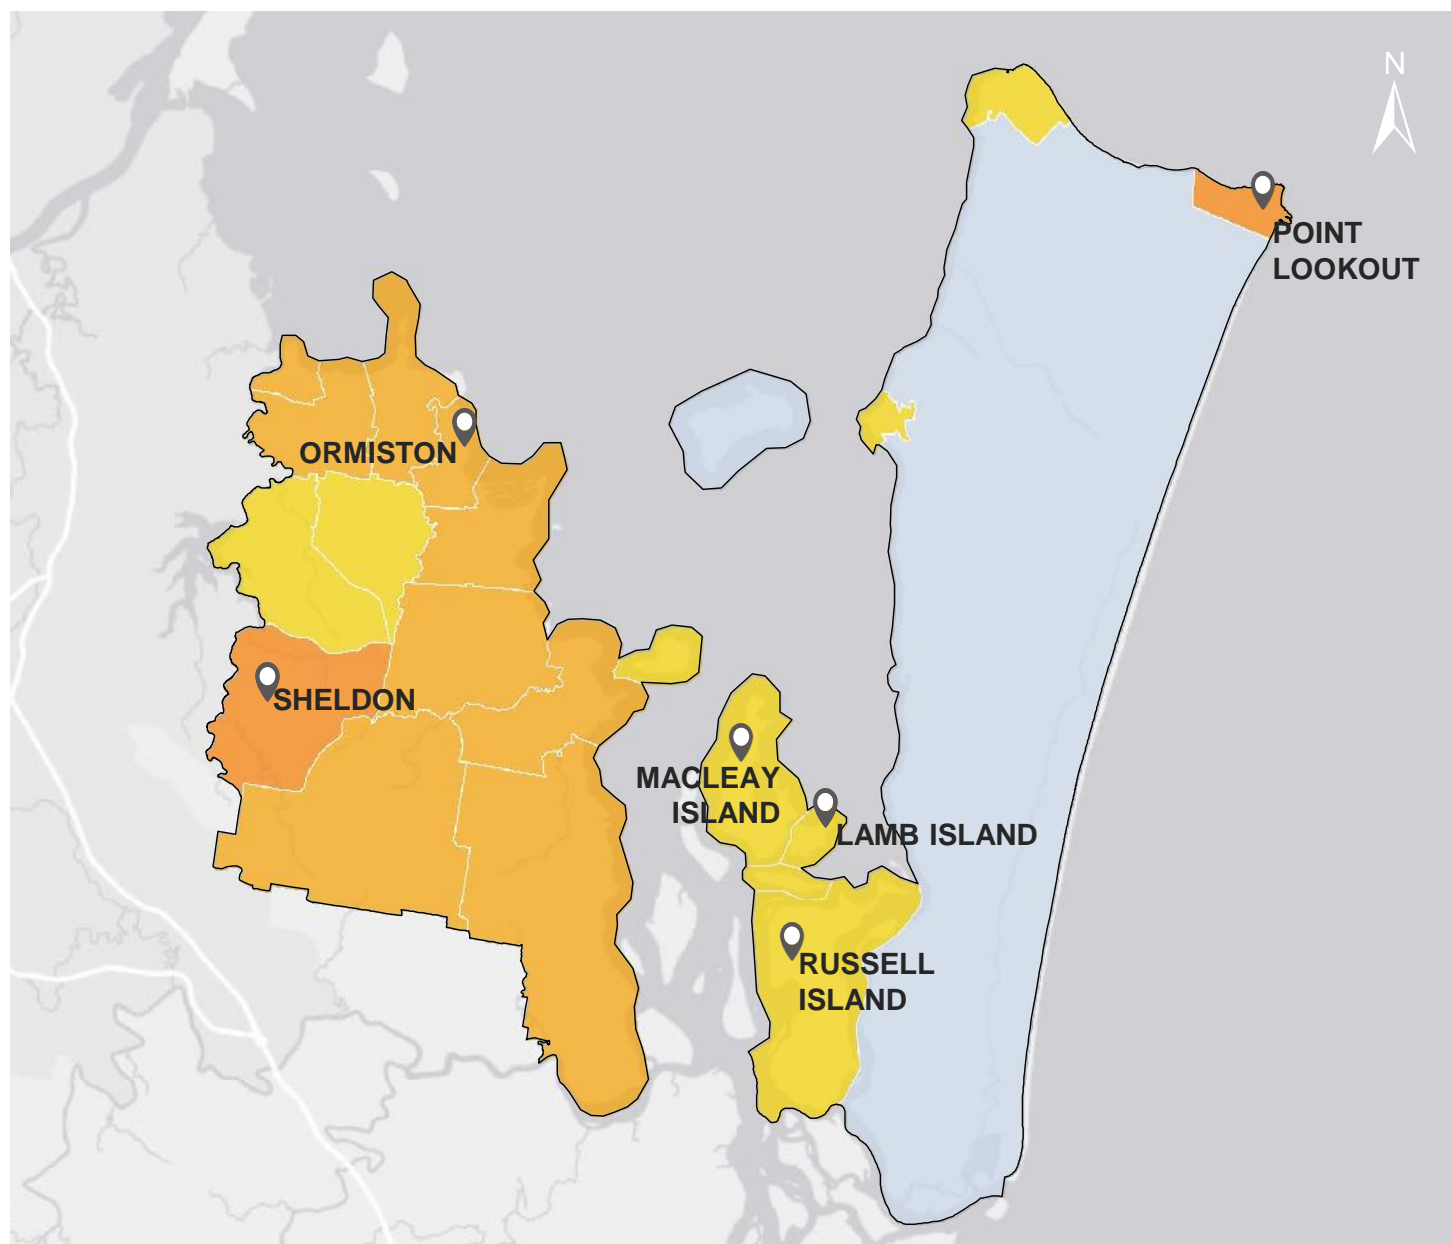 N
POINT
LOOKOUT
ORMISTON
SHELDON
MACLEAY
ISLAND
LAMB ISLAND
RUSSELL
ISLAND